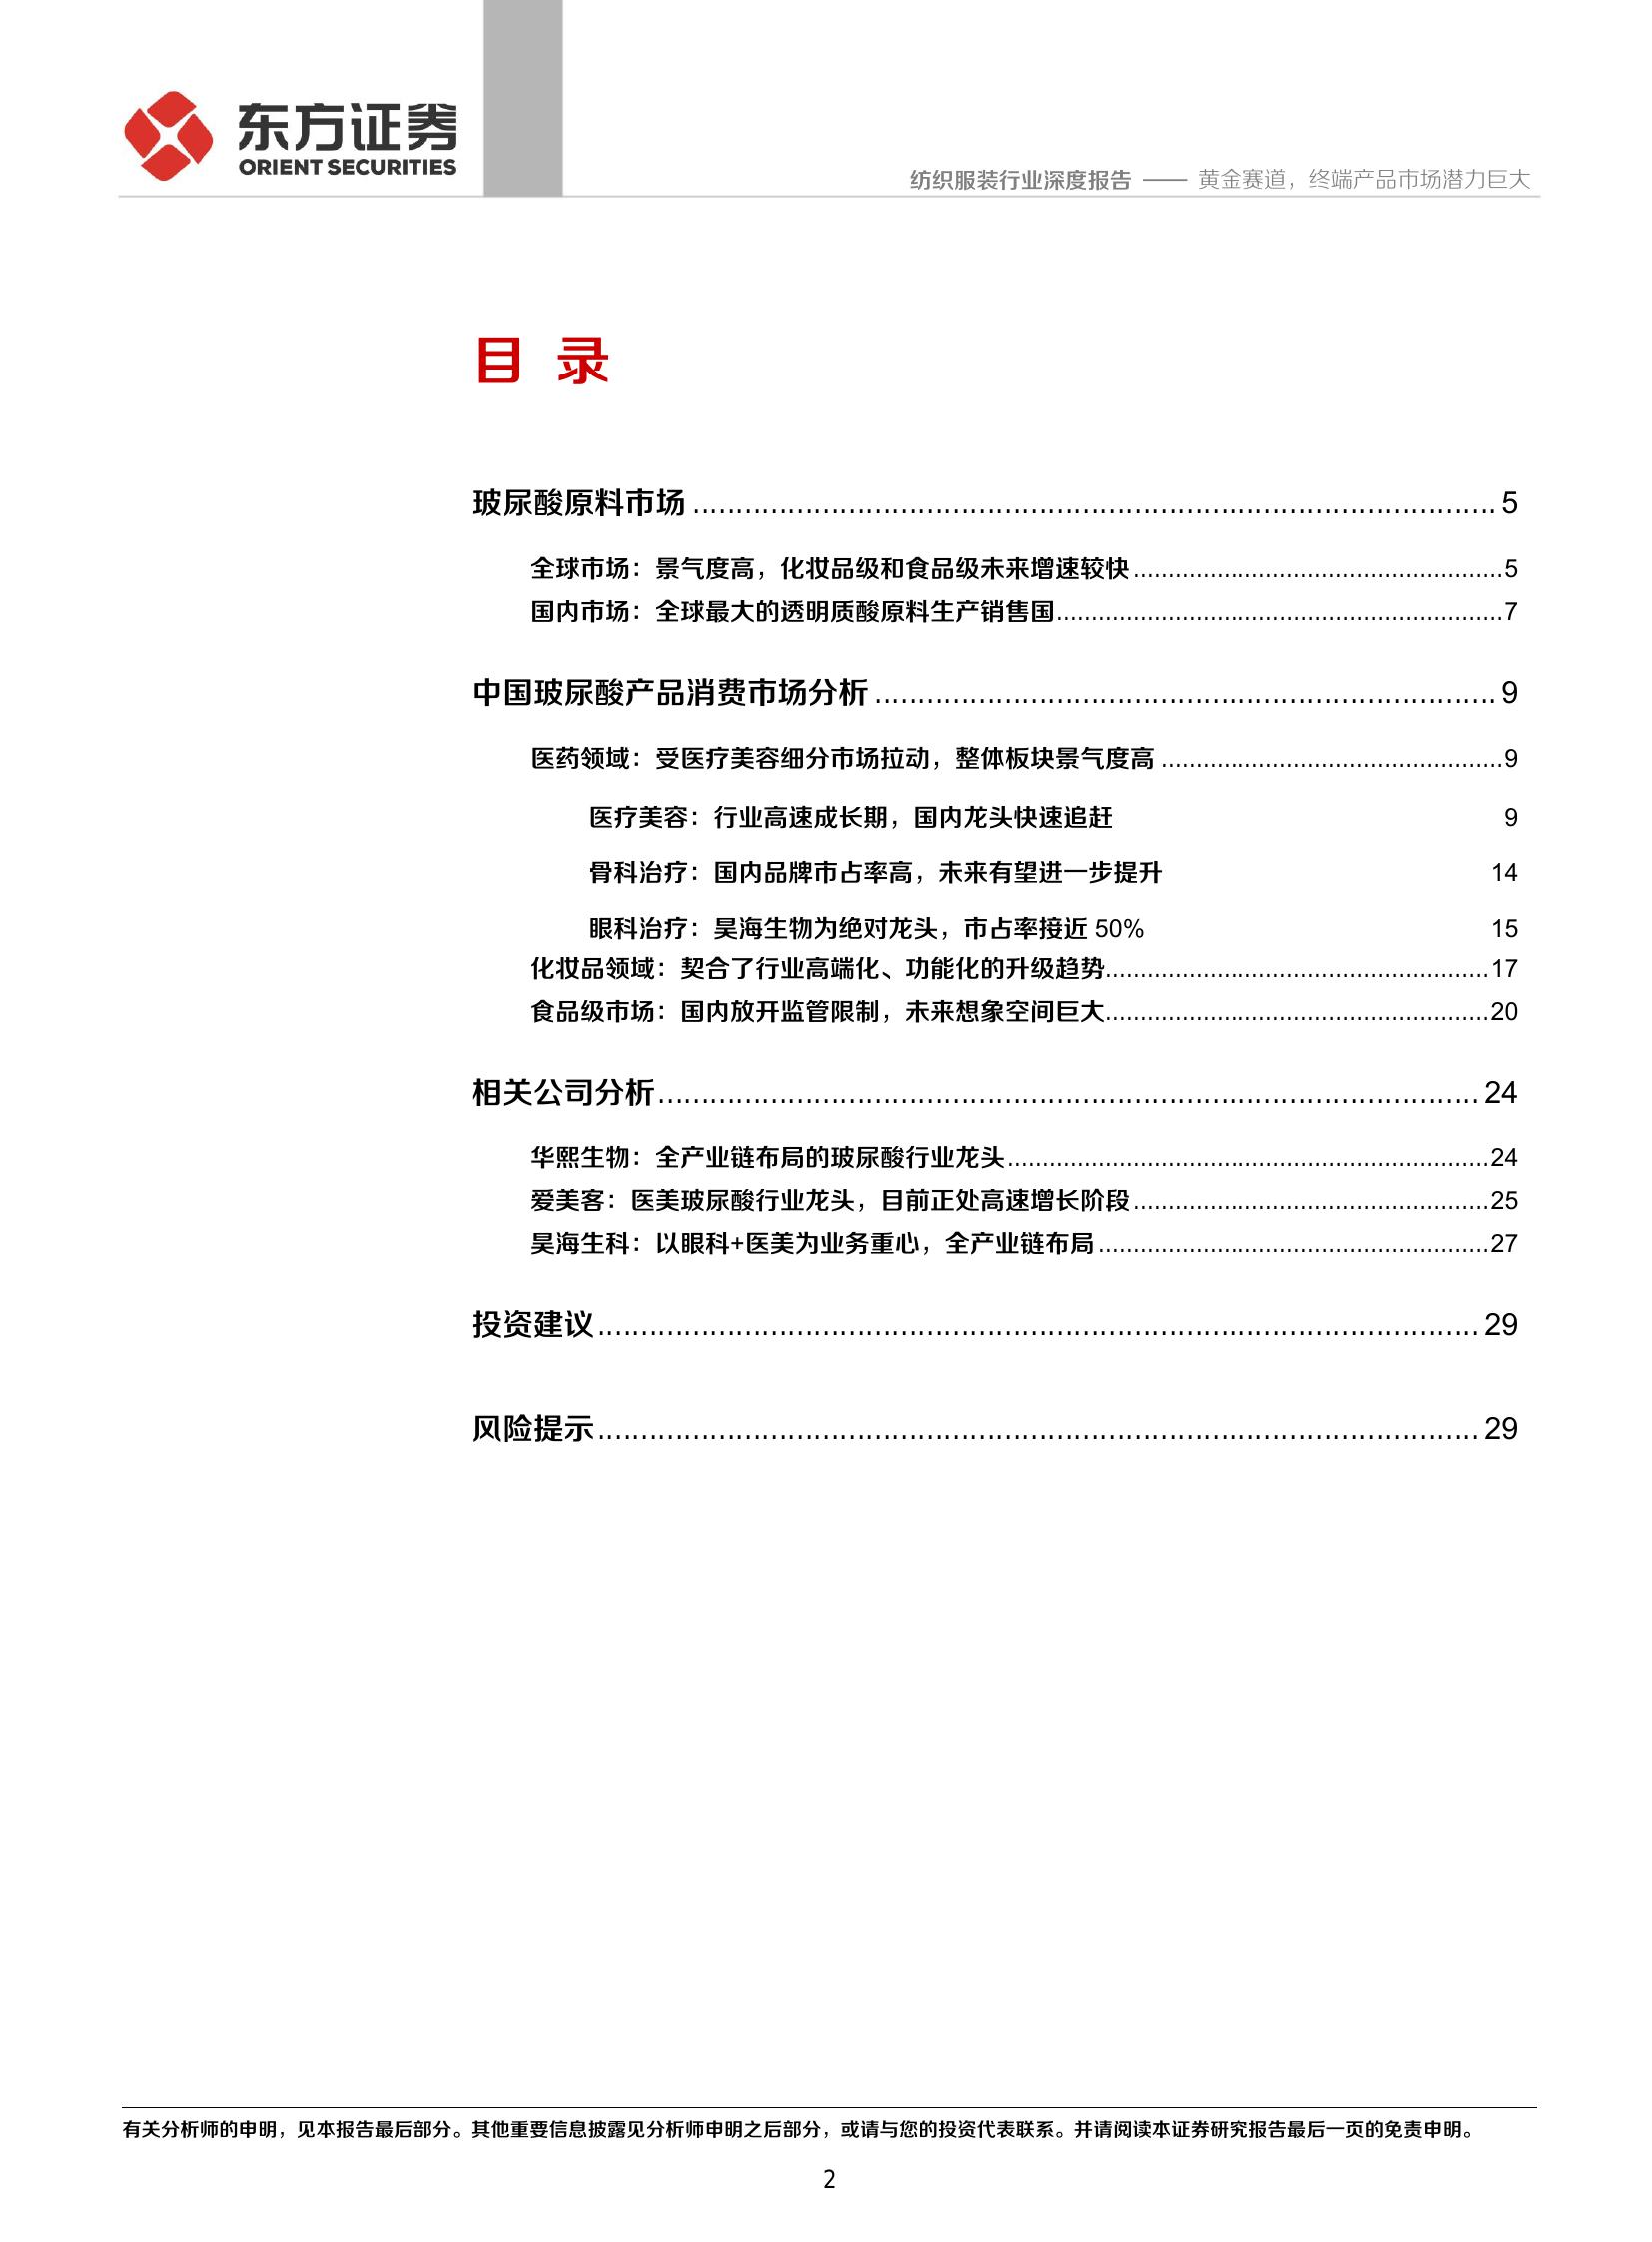 东方证券
ORIENT SECURITIES
纺织服装行业深度报告 —— 黄金赛道，终端产品市场潜力巨大
目 录
玻尿酸原料市场 ........................................................................................ 5
全球市场：景气度高，化妆品级和食品级未来增速较快.....................................................5
国内市场：全球最大的透明质酸原料生产销售国................................................................7
中国玻尿酸产品消费市场分析 .................................................................... 9
医药领域：受医疗美容细分市场拉动，整体板块景气度高 .................................................9
医疗美容：行业高速成长期，国内龙头快速追赶 9
骨科治疗：国内品牌市占率高，未来有望进一步提升 14
眼科治疗：昊海生物为绝对龙头，市占率接近 50% 15
化妆品领域：契合了行业高端化、功能化的升级趋势.......................................................17
食品级市场：国内放开监管限制，未来想象空间巨大.......................................................20
相关公司分析.......................................................................................... 24
华熙生物：全产业链布局的玻尿酸行业龙头.....................................................................24
爱美客：医美玻尿酸行业龙头，目前正处高速增长阶段...................................................25
昊海生科：以眼科+医美为业务重心，全产业链布局........................................................27
投资建议................................................................................................. 29
风险提示................................................................................................. 29
有关分析师的申明，见本报告最后部分。其他重要信息披露见分析师申明之后部分，或请与您的投资代表联系。并请阅读本证券研究报告最后一页的免责申明。
2